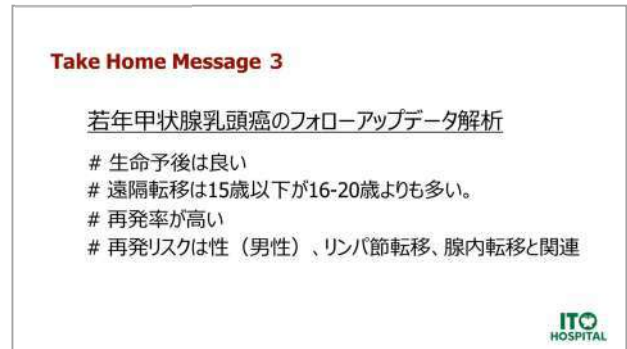 Take Home Message 3
若年甲状腺乳頭癌のフォローアップデータ解析
# 生命予後は良い
# 遠隔転移は15歳以下が16-20歳よりも多い。
# 再発率が高い
# 再発リスクは性（男性）、リンパ節転移、腺内転移と関連
ITO
HOSPITAL